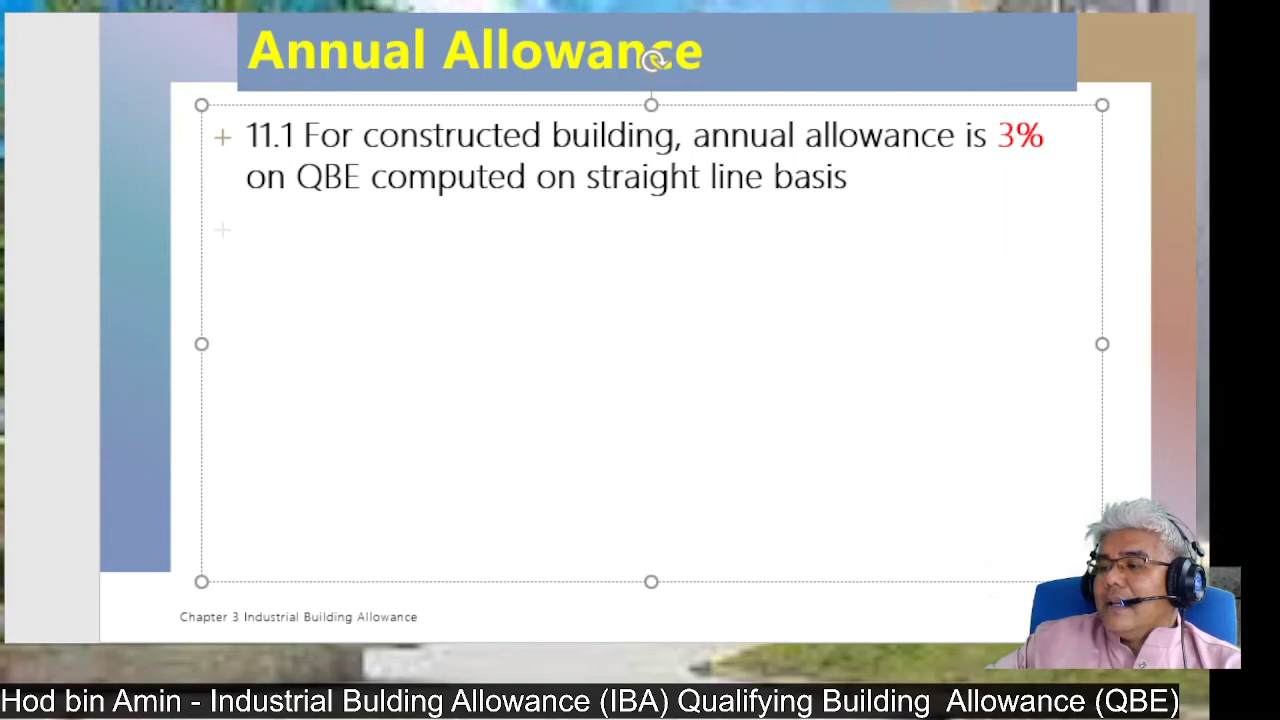 Annual Allowance
+ 11.1 For constructed building, annual allowance is 3%
on QBE computed on straight line basis
+
Chapter 3 Industrial Building Allowance
Hod bin Amin - Industrial Bulding Allowance (IBA) Qualifying Building  Allowance (QBE)